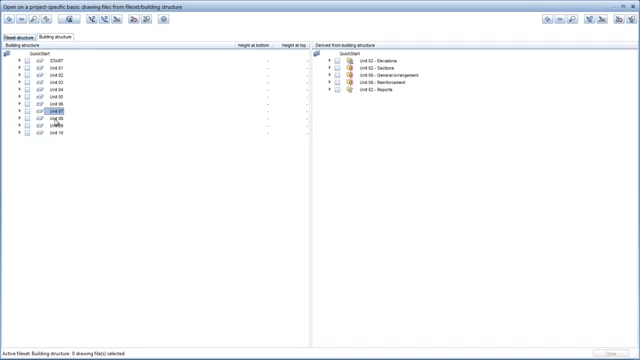 Open on a project-specific basis: drawing files from fileset/building structure
Fileset structure Building structure
Building structure Height at bottom Height at top Derived from building structure
QuickStart
START
Unit 01
Unit 02
Unit 03
Unit 04
Unit 05
Unit 06
Unit 07
Unit 08
Unit 09
Unit 10
QuickStart
Unit 02 - Elevations
Unit 02 - Sections
Unit 08 - General Arrangement
Unit 09 - Reinforcement
Unit 02 - Reports
Active fileset: Building structure 0 drawing file(s) selected
Close